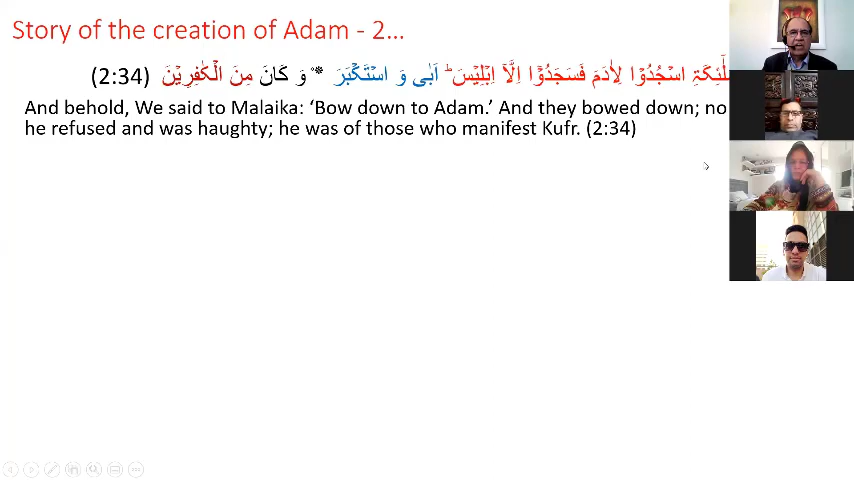 Story of the creation of Adam - 2...
اسۡجُدُوۡا لِاٰدَمَ فَسَجَدُوۡۤا اِلَّاۤ اِبۡلِیۡسَ ؕ اَبٰی وَ اسۡتَکۡبَرَ ٭۫ وَ کَانَ مِنَ الۡکٰفِرِیۡنَ (2:34)
And behold, We said to Malaika: ‘Bow down to Adam.’ And they bowed down;
he refused and was haughty; he was of those who manifest Kufr. (2:34)